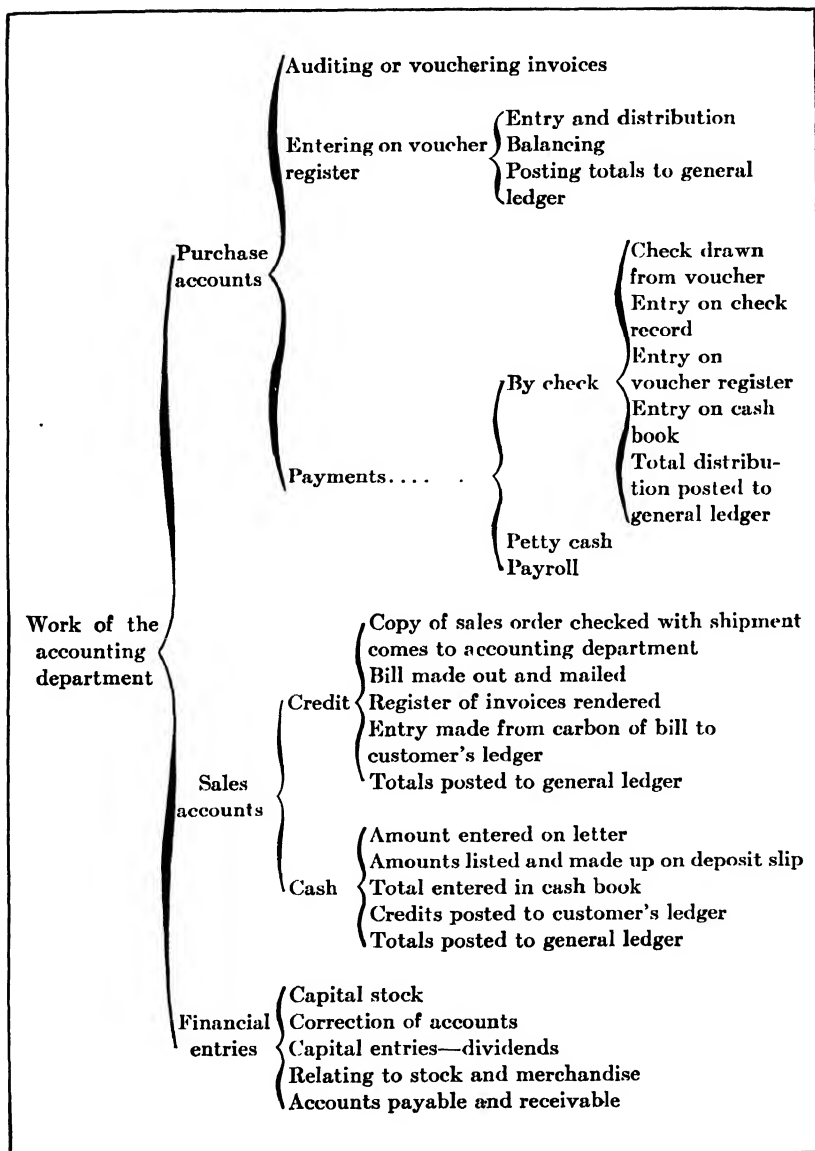 Auditing or vouchering invoices
Entering on voucher
register
Entry and distribution
Balancing
Posting totals to general
ledger
Purchase
accounts
Payments....
By check
Check drawn
from voucher
Entry on check
record
Entry on
voucher register
Entry on cash
book
Total distribu-
tion posted to
general ledger
Petty cash
Payroll
Work of the
accounting
department
Sales
accounts
Credit
Copy of sales order checked with shipment
comes to accounting department
Bill made out and mailed
Register of invoices rendered
Entry made from carbon of bill to
customer's ledger
Totals posted to general ledger
Cash
Amount entered on letter
Amounts listed and made up on deposit slip
Total entered in cash book
Credits posted to customer's ledger
Totals posted to general ledger
Financial
entries
Capital stock
Correction of accounts
Capital entries—dividends
Relating to stock and merchandise
Accounts payable and receivable